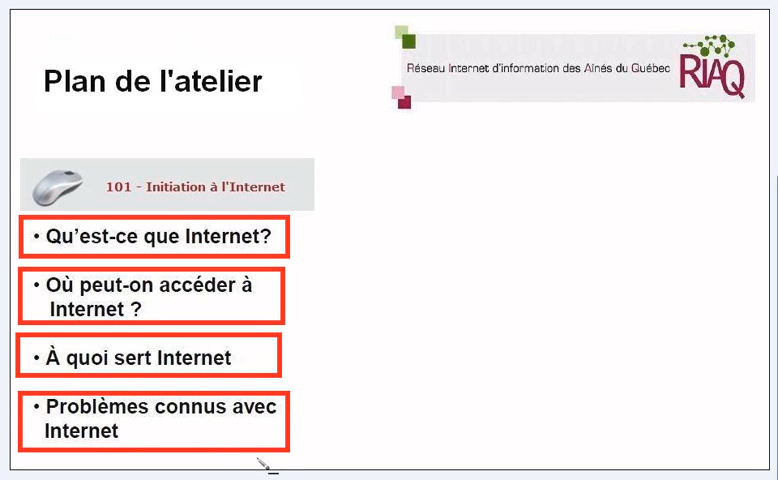 Plan de l'atelier
Réseau Internet d'information des Aînés du Québec
RIAQ
101 - Initiation à l'Internet
• Qu’est-ce que Internet?
• Où peut-on accéder à
Internet ?
• À quoi sert Internet
• Problèmes connus avec
Internet